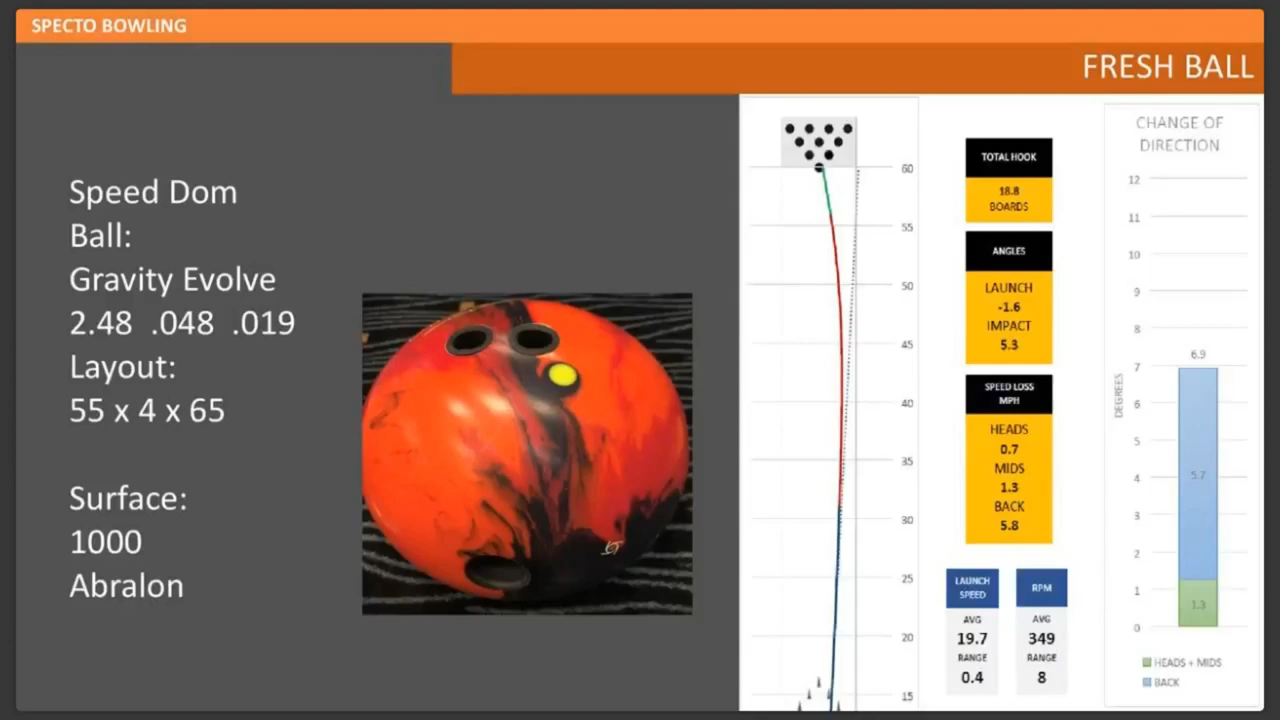 SPECTO BOWLING
FRESH BALL
Speed Dom
Ball:
Gravity Evolve
2.48 .048 .019
Layout:
55 x 4 x 65
Surface:
1000
Abralon
60
55
50
45
40
35
30
25
20
15
TOTAL HOOK
18.8
BOARDS
ANGLES
LAUNCH
-1.6
IMPACT
5.3
SPEED LOSS
MPH
HEADS
0.7
MIDS
1.3
BACK
5.8
LAUNCH
SPEED
AVG
19.7
RANGE
0.4
RPM
AVG
349
RANGE
8
CHANGE OF
DIRECTION
12
11
10
9
8
7
6
5
4
3
2
1
0
DEGREES
6.9
5.7
1.3
HEADS + MIDS
BACK